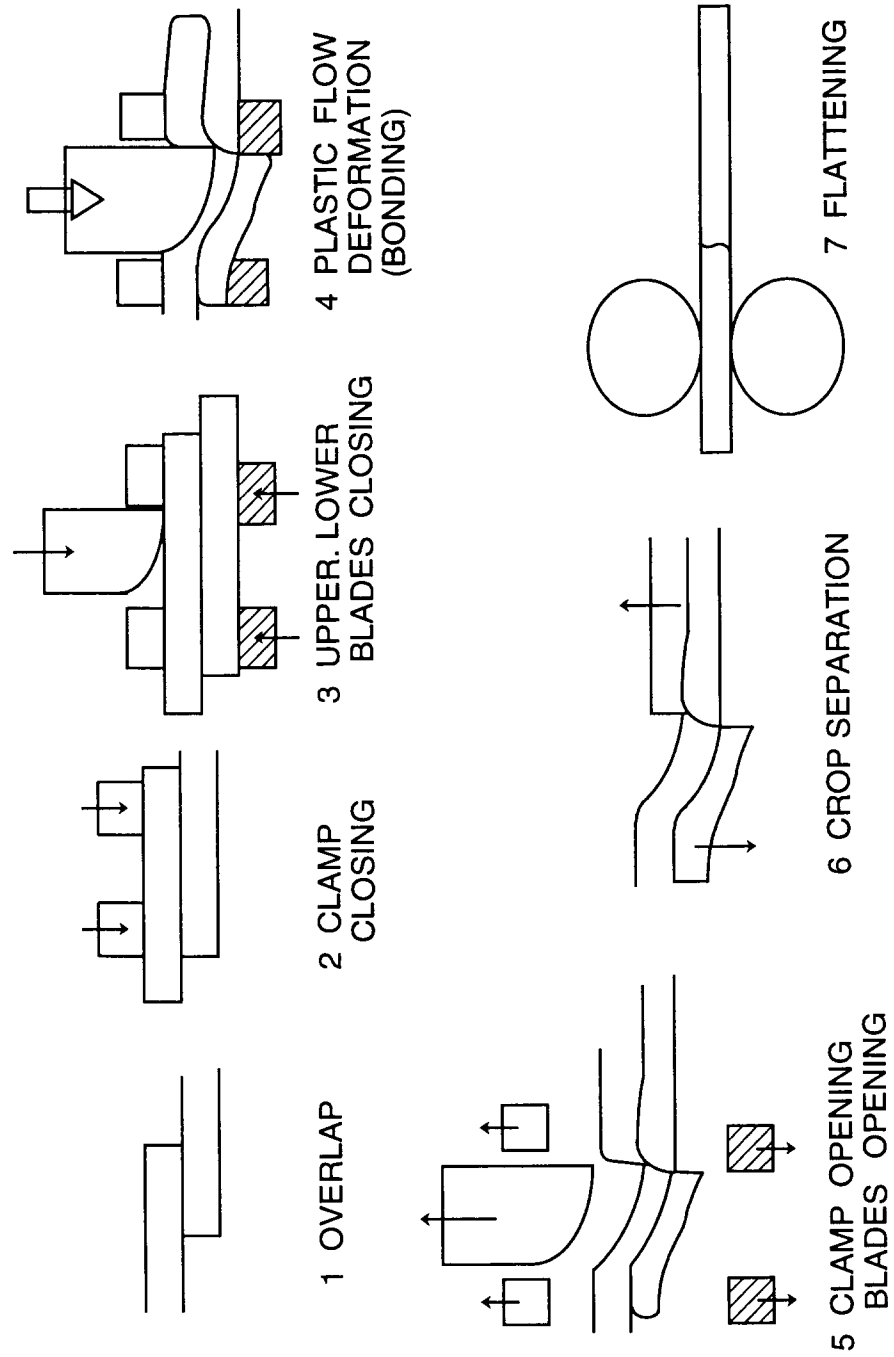 1 OVERLAP
2 CLAMP
CLOSING
3 UPPER. LOWER
BLADES CLOSING
4 PLASTIC FLOW
DEFORMATION
(BONDING)
5 CLAMP OPENING
BLADES OPENING
6 CROP SEPARATION
7 FLATTENING